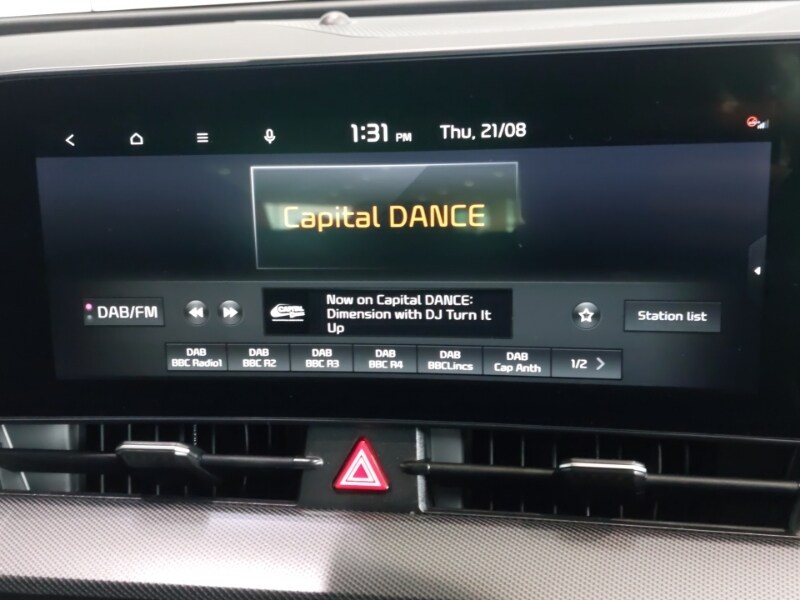 1:31 PM Thu, 21/08
Capital DANCE
DAB/FM
CAPITAL
Now on Capital DANCE:
Dimension with DJ Turn It
Up
Station list
DAB
BBC Radio1
DAB
BBC R2
DAB
BBC R3
DAB
BBC R4
DAB
BBCLincs
DAB
Cap Anth
1/2